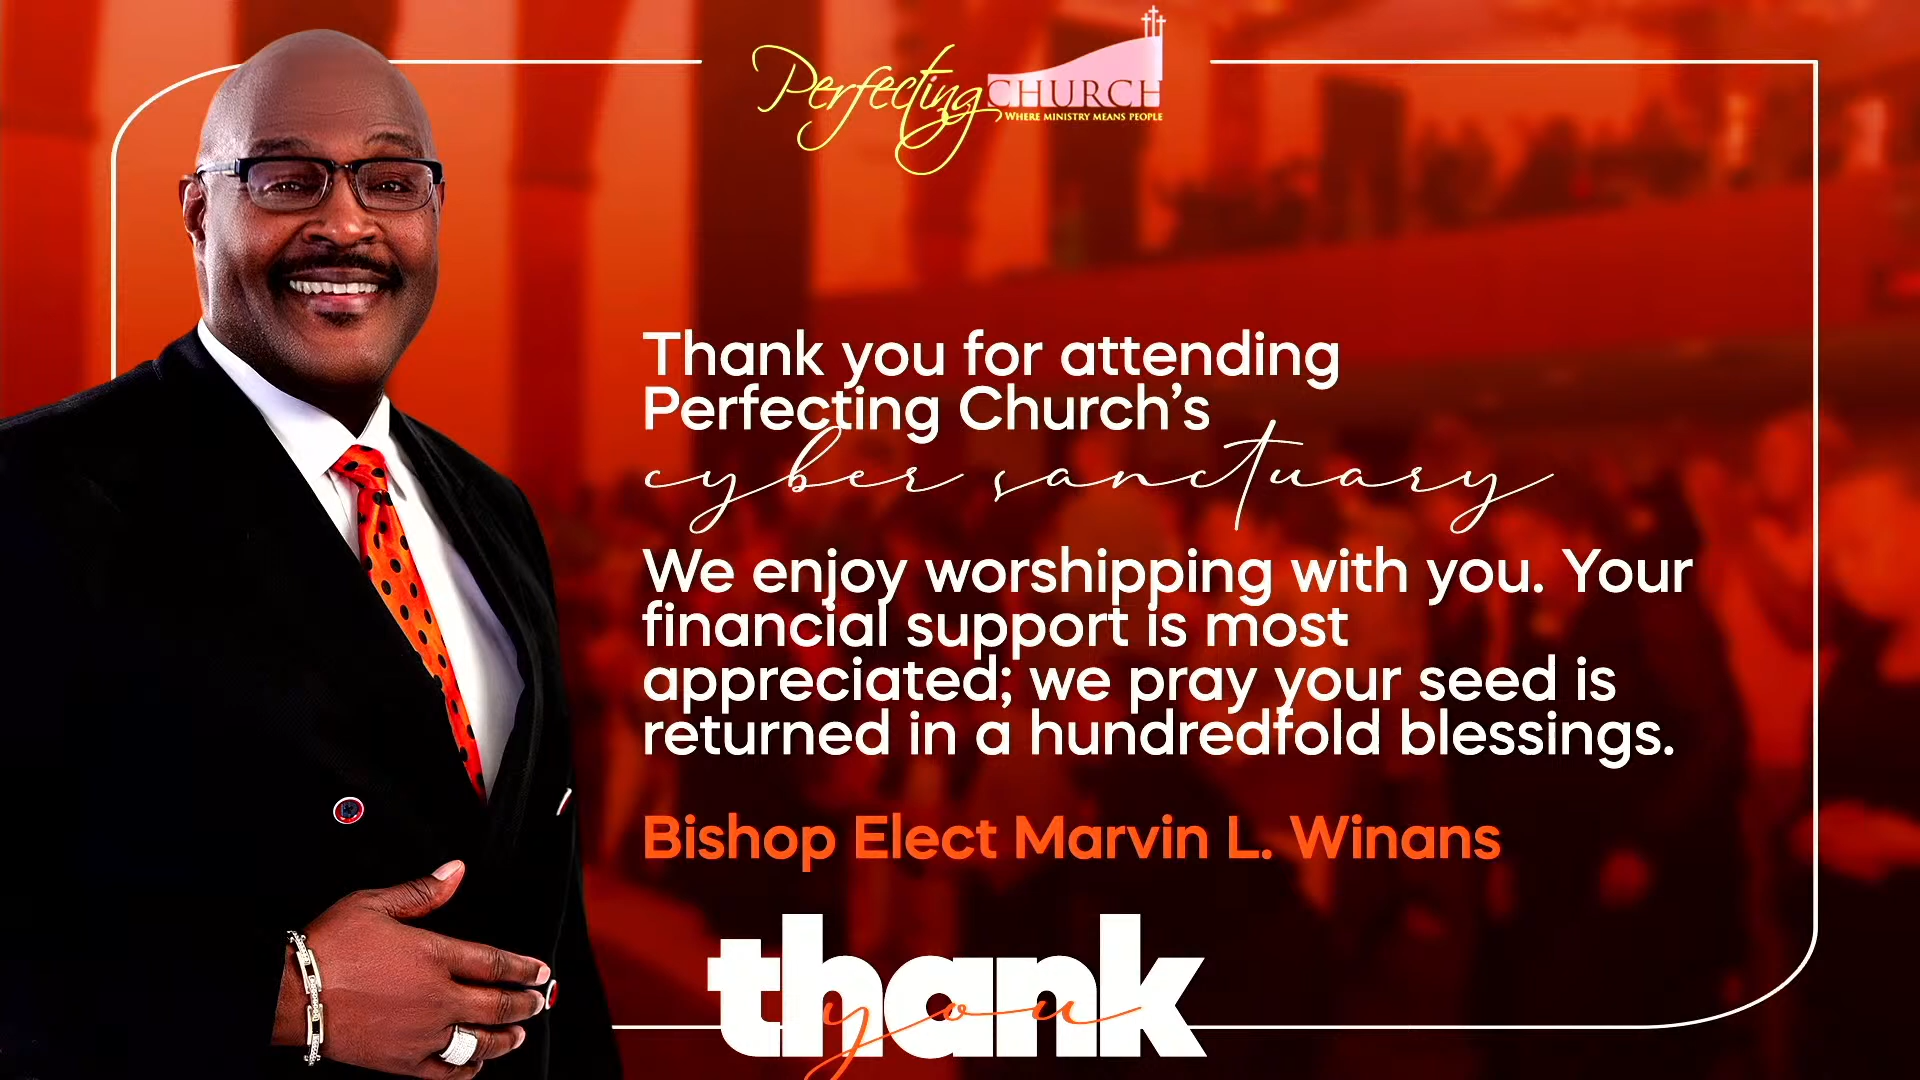 Perfecting CHURCH
WHERE MINISTRY MEANS PEOPLE
Thank you for attending
Perfecting Church’s
cyber sanctuary
We enjoy worshipping with you. Your
financial support is most
appreciated; we pray your seed is
returned in a hundredfold blessings.
Bishop Elect Marvin L. Winans
thank
you